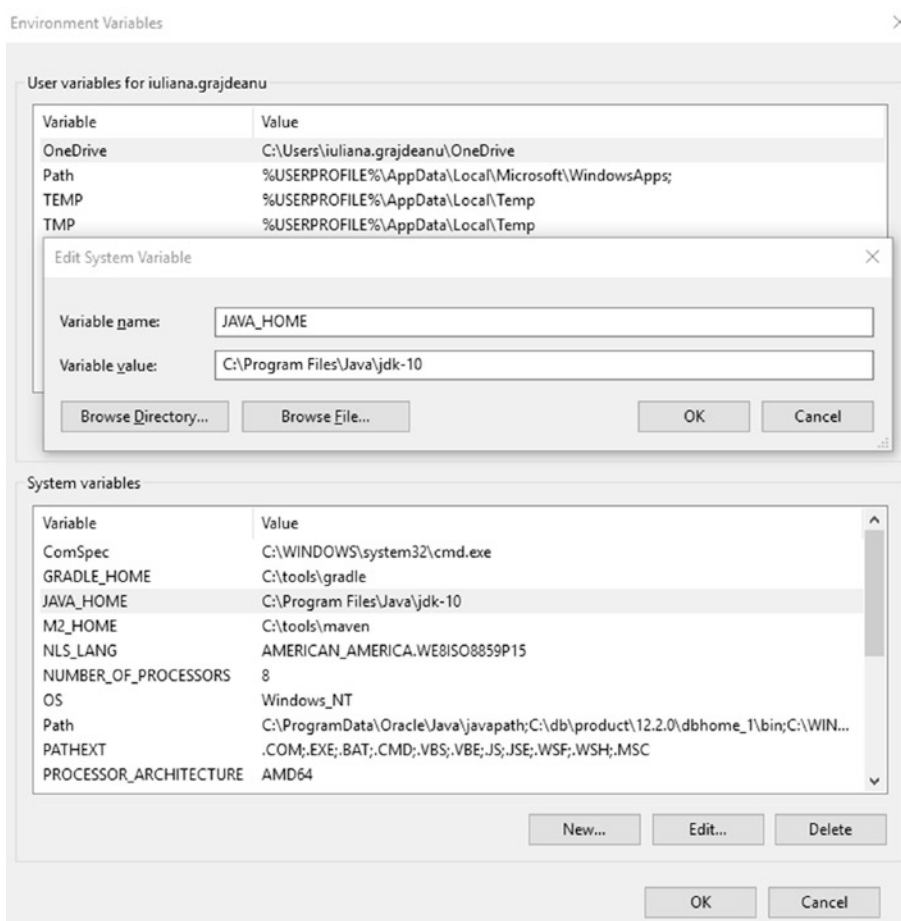 Environment Variables
User variables for iuliana.grajdeanu
Variable Value
OneDrive C:\Users\iuliana.grajdeanu\OneDrive
Path %USERPROFILE%\AppData\Local\Microsoft\WindowsApps;
TEMP %USERPROFILE%\AppData\Local\Temp
TMP %USERPROFILE%\AppData\Local\Temp
Edit System Variable
Variable name: JAVA_HOME
Variable value: C:\Program Files\Java\jdk-10
Browse Directory... Browse File... OK Cancel
System variables
Variable Value
ComSpec C:\WINDOWS\system32\cmd.exe
GRADLE_HOME C:\tools\gradle
JAVA_HOME C:\Program Files\Java\jdk-10
M2_HOME C:\tools\maven
NLS_LANG AMERICAN_AMERICA.WE8ISO8859P15
NUMBER_OF_PROCESSORS 8
OS Windows_NT
Path C:\ProgramData\Oracle\Java\javapath;C:\db\product\12.2.0\dbhome_1\bin;C:\WIN...
PATHEXT .COM;.EXE;.BAT;.CMD;.VBS;.VBE;.JS;.JSE;.WSF;.WSH;.MSC
PROCESSOR_ARCHITECTURE AMD64
New... Edit... Delete
OK Cancel